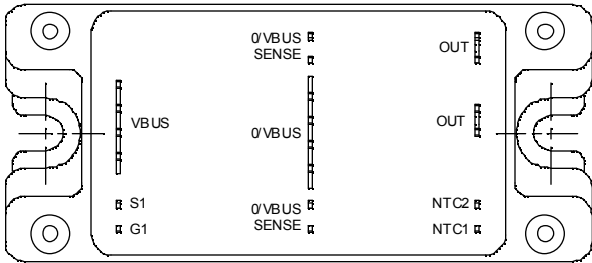 0/VBUS
SENSE
OUT
VBUS
0/VBUS
OUT
S1
0/VBUS
SENSE
NTC2
G1
NTC1